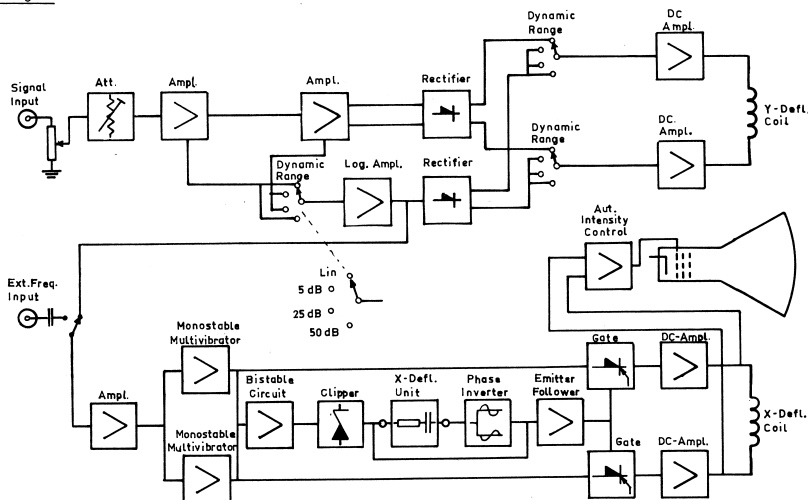 Signal
Input
Att.
Ampl.
Ampl.
Rectifier
Dynamic
Range
DC
Ampl.
Y-Defl.
Coil
Dynamic
Range
Log. Ampl.
Rectifier
Dynamic
Range
DC.
Ampl.
Aut.
Intensity
Control
Lin
5 dB
25 dB
50 dB
Ext.Freq.
Input
Monostable
Multivibrator
Ampl.
Bistable
Circuit
Clipper
X-Defl.
Unit
Phase
Inverter
Emitter
Follower
Gate
DC-Ampl.
X-Defl.
Coil
Monostable
Multivibrator
Gate
DC-Ampl.